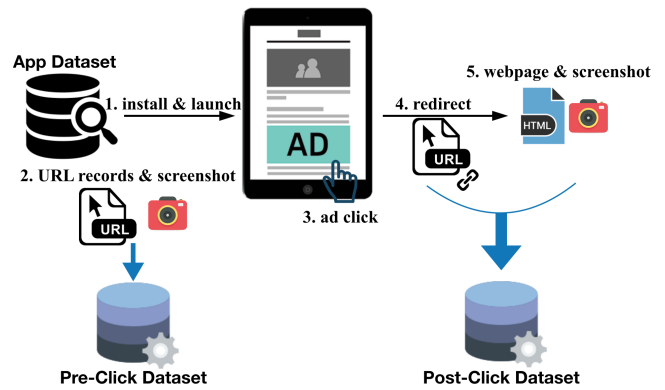 App Dataset
1. install & launch
AD
4. redirect
5. webpage & screenshot
HTML
URL
2. URL records & screenshot
URL
3. ad click
Pre-Click Dataset
Post-Click Dataset